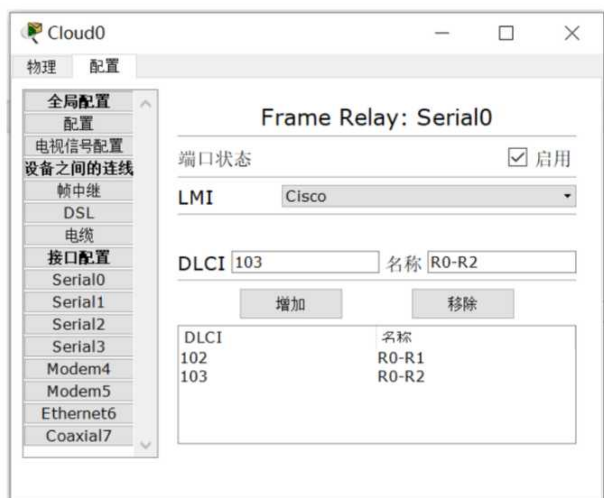 Cloud0
物理 配置
全局配置
配置
电视信号配置
设备之间的连线
帧中继
DSL
电缆
接口配置
Serial0
Serial1
Serial2
Serial3
Modem4
Modem5
Ethernet6
Coaxial7
Frame Relay: Serial0
端口状态 启用
LMI Cisco
DLCI 103 名称 R0-R2
增加 移除
DLCI 名称
102 R0-R1
103 R0-R2